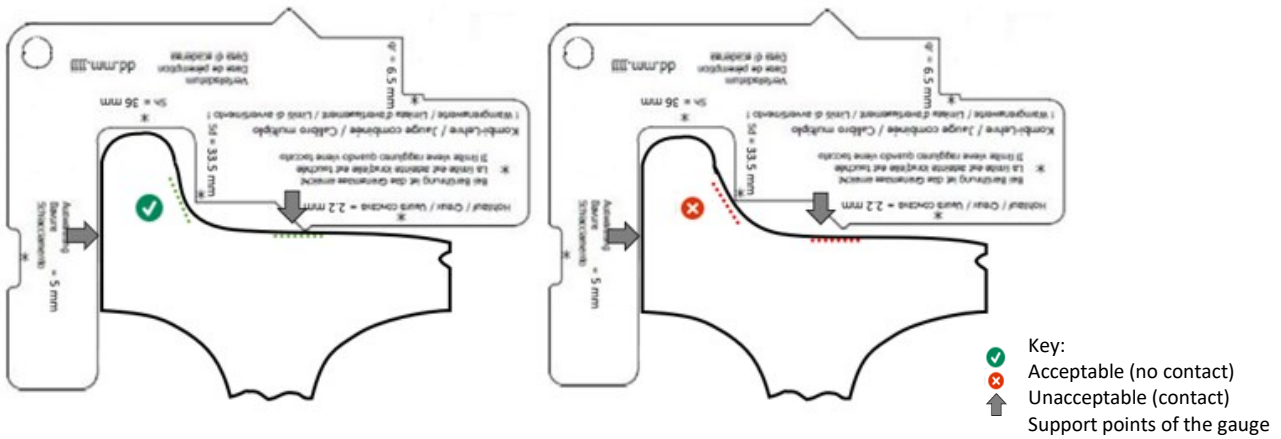 dd.mm.jjjj
Verfalldatum
Date de péremption
Data di scadenza
qr = 6.5 mm
*
Sh = 36 mm
*
Sd = 33.5 mm
*
! Warngrenzwerte / Limites d'avertissement / Limiti di avvertimento !
Kombi-Lehre / Jauge combinée / Calibro multiplo
*
Bei Berührung ist das Grenzmass erreicht
La limite est atteinte lorsqu'elle est touchée
Il limite viene raggiunto quando viene toccato
Hohllauf / Creux / Usura concava = 2.2 mm
*
Auswalzung
Bavure
Schiacciamento
= 5 mm
*
dd.mm.jjjj
Verfalldatum
Date de péremption
Data di scadenza
qr = 6.5 mm
*
Sh = 36 mm
*
Sd = 33.5 mm
*
! Warngrenzwerte / Limites d'avertissement / Limiti di avvertimento !
Kombi-Lehre / Jauge combinée / Calibro multiplo
*
Bei Berührung ist das Grenzmass erreicht
La limite est atteinte lorsqu'elle est touchée
Il limite viene raggiunto quando viene toccato
Hohllauf / Creux / Usura concava = 2.2 mm
*
Auswalzung
Bavure
Schiacciamento
= 5 mm
*
Key:
Acceptable (no contact)
Unacceptable (contact)
Support points of the gauge